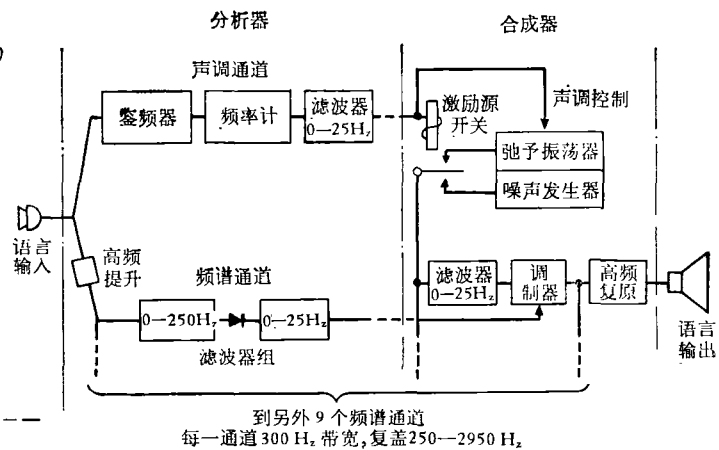 分析器
合成器
声调通道
鉴频器
频率计
滤波器
0—25Hz
激励源
开关
声调控制
弛予振荡器
噪声发生器
语言
输入
高频
提升
频谱通道
0—250Hz
0—25Hz
滤波器组
滤波器
0—25Hz
调
制器
高频
复原
语言
输出
到另外9个频谱通道
每一通道300 Hz 带宽,复盖250—2950 Hz